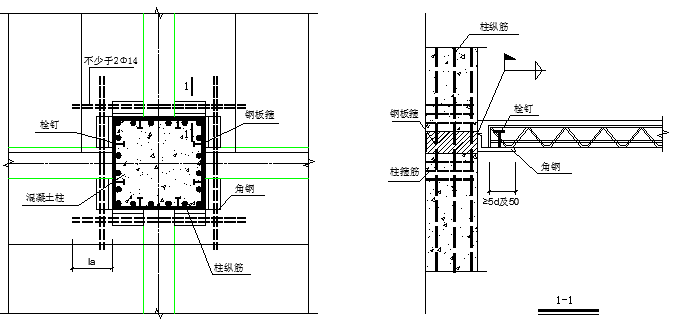 不少于2Φ14
1
钢板箍
栓钉
混凝土柱
角钢
la
柱纵筋
柱纵筋
钢板箍
栓钉
柱箍筋
角钢
≥5d及50
1-1